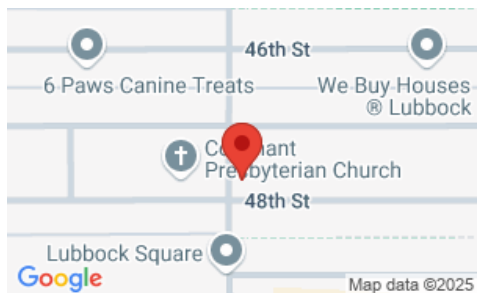 46th St
6 Paws Canine Treats
We Buy Houses
® Lubbock
Presbyterian Church
48th St
Lubbock Square
Google
Map data ©2025